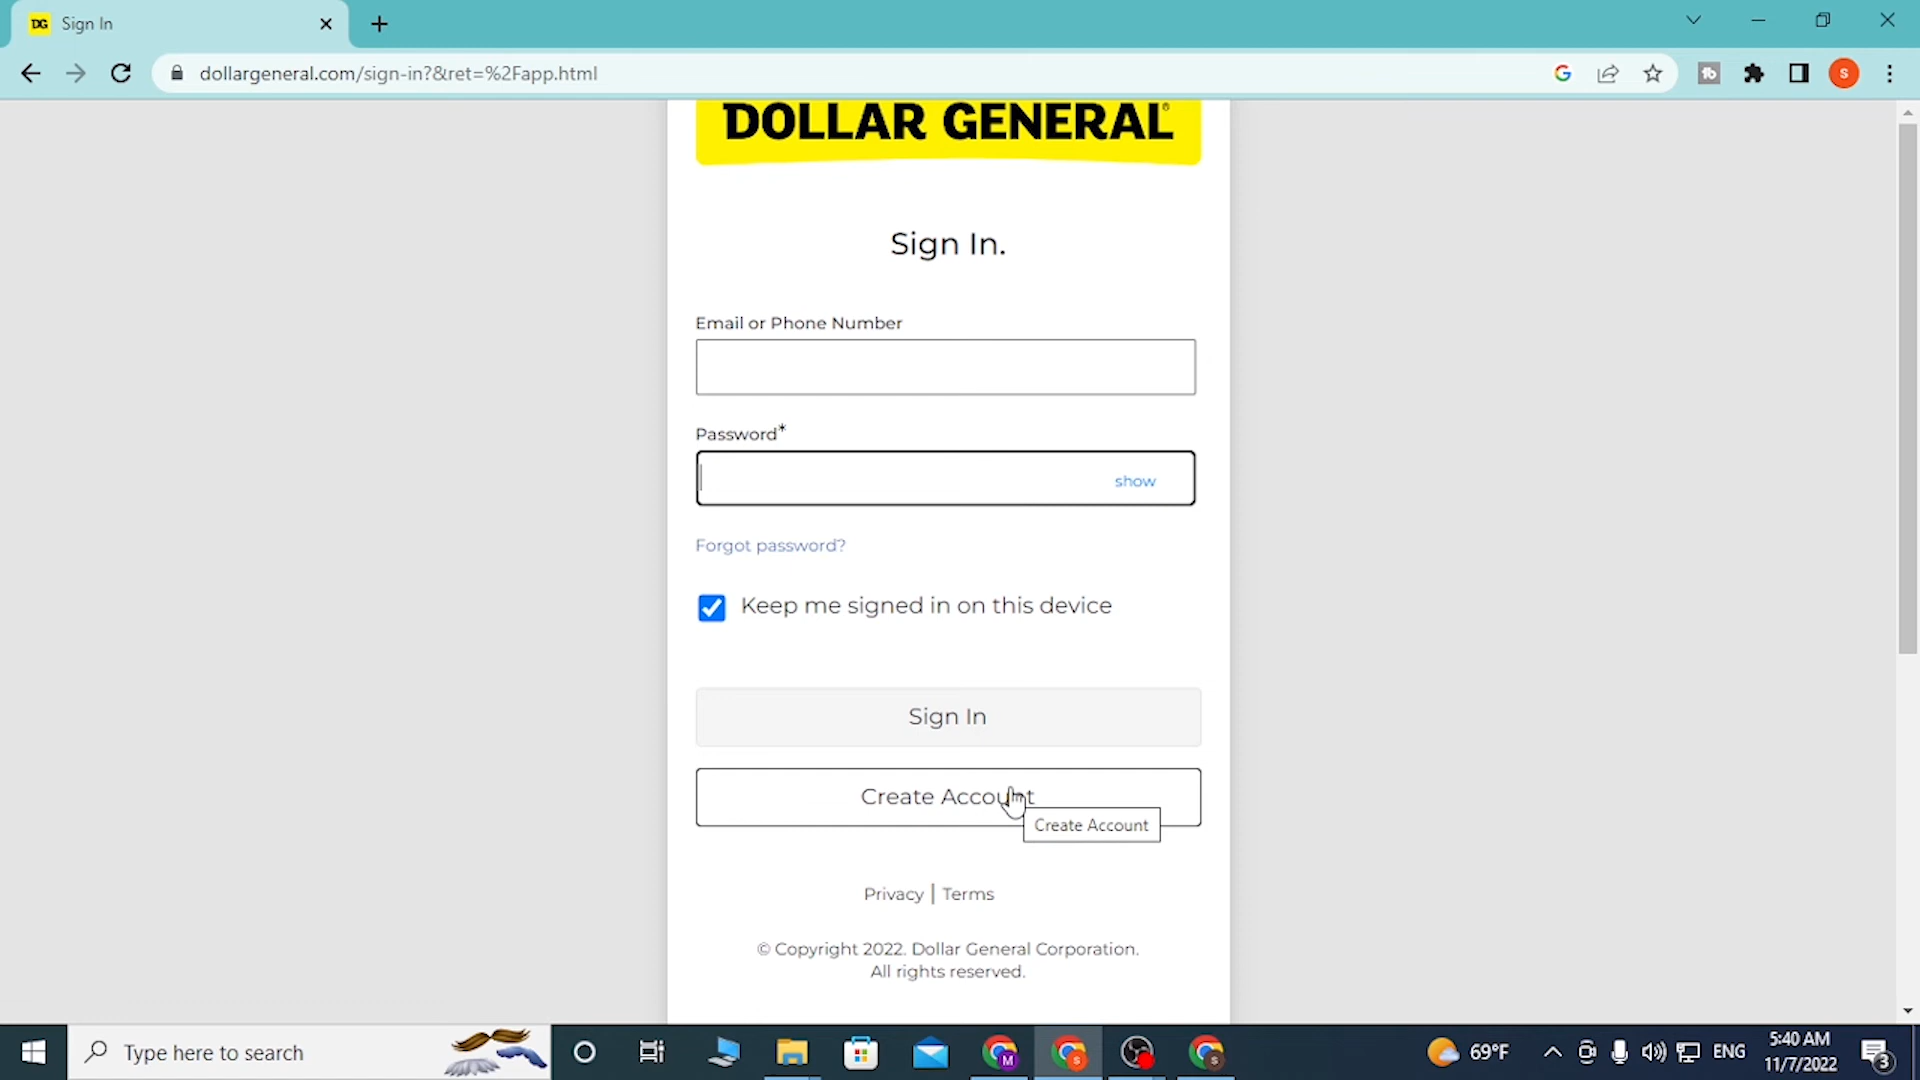 DG Sign In
dollargeneral.com/sign-in?&ret=%2Fapp.html
S
DOLLAR GENERAL®
Sign In.
Email or Phone Number
Password*
show
Forgot password?
Keep me signed in on this device
Sign In
Create Account
Create Account
Privacy | Terms
© Copyright 2022. Dollar General Corporation.
All rights reserved.
Type here to search
M
S
S
69°F
ENG
5:40 AM
11/7/2022
3